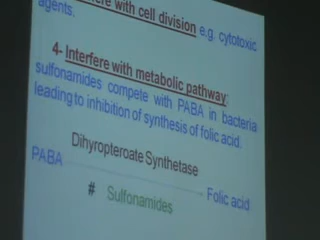 ere with cell division e.g. cytotoxic
agents.
4- Interfere with metabolic pathway:
sulfonamides compete with PABA in bacteria
leading to inhibition of synthesis of folic acid.
Dihyropteroate Synthetase
PABA
Folic acid
# Sulfonamides